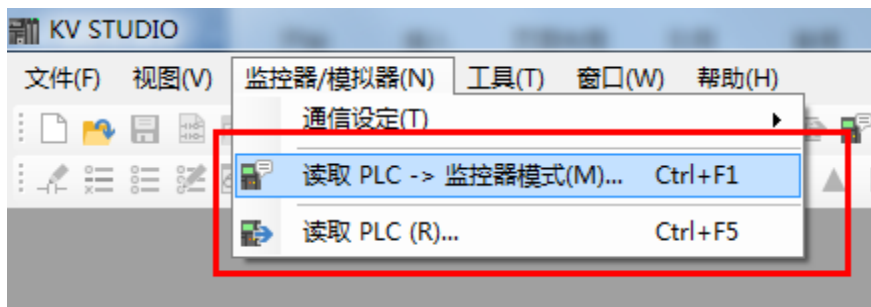 KV STUDIO
文件(F) 视图(V) 监控器/模拟器(N) 工具(T) 窗口(W) 帮助(H)
通信设定(T)
读取 PLC -> 监控器模式(M)... Ctrl+F1
读取 PLC (R)... Ctrl+F5